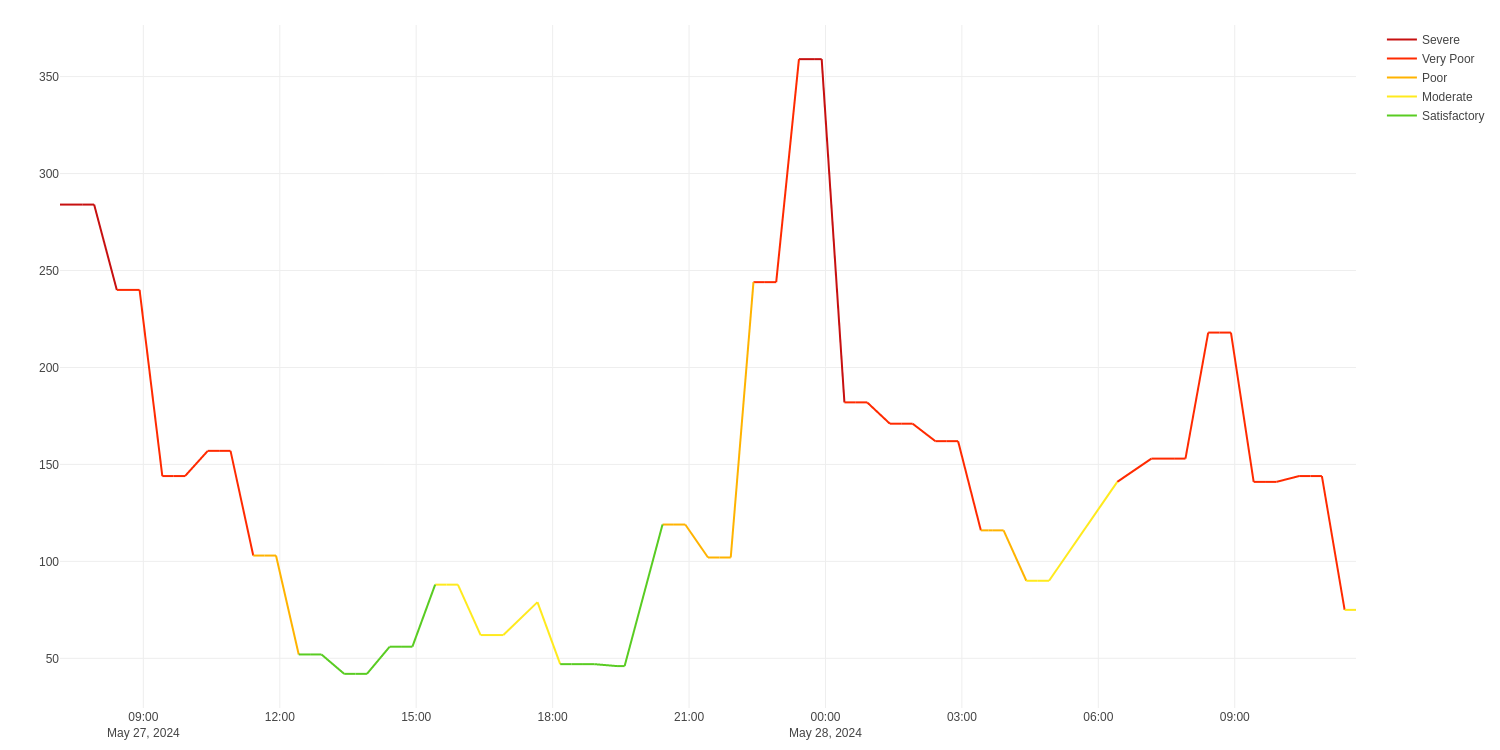 350
300
250
200
150
100
50
09:00
May 27, 2024
12:00
15:00
18:00
21:00
00:00
May 28, 2024
03:00
06:00
09:00
Severe
Very Poor
Poor
Moderate
Satisfactory